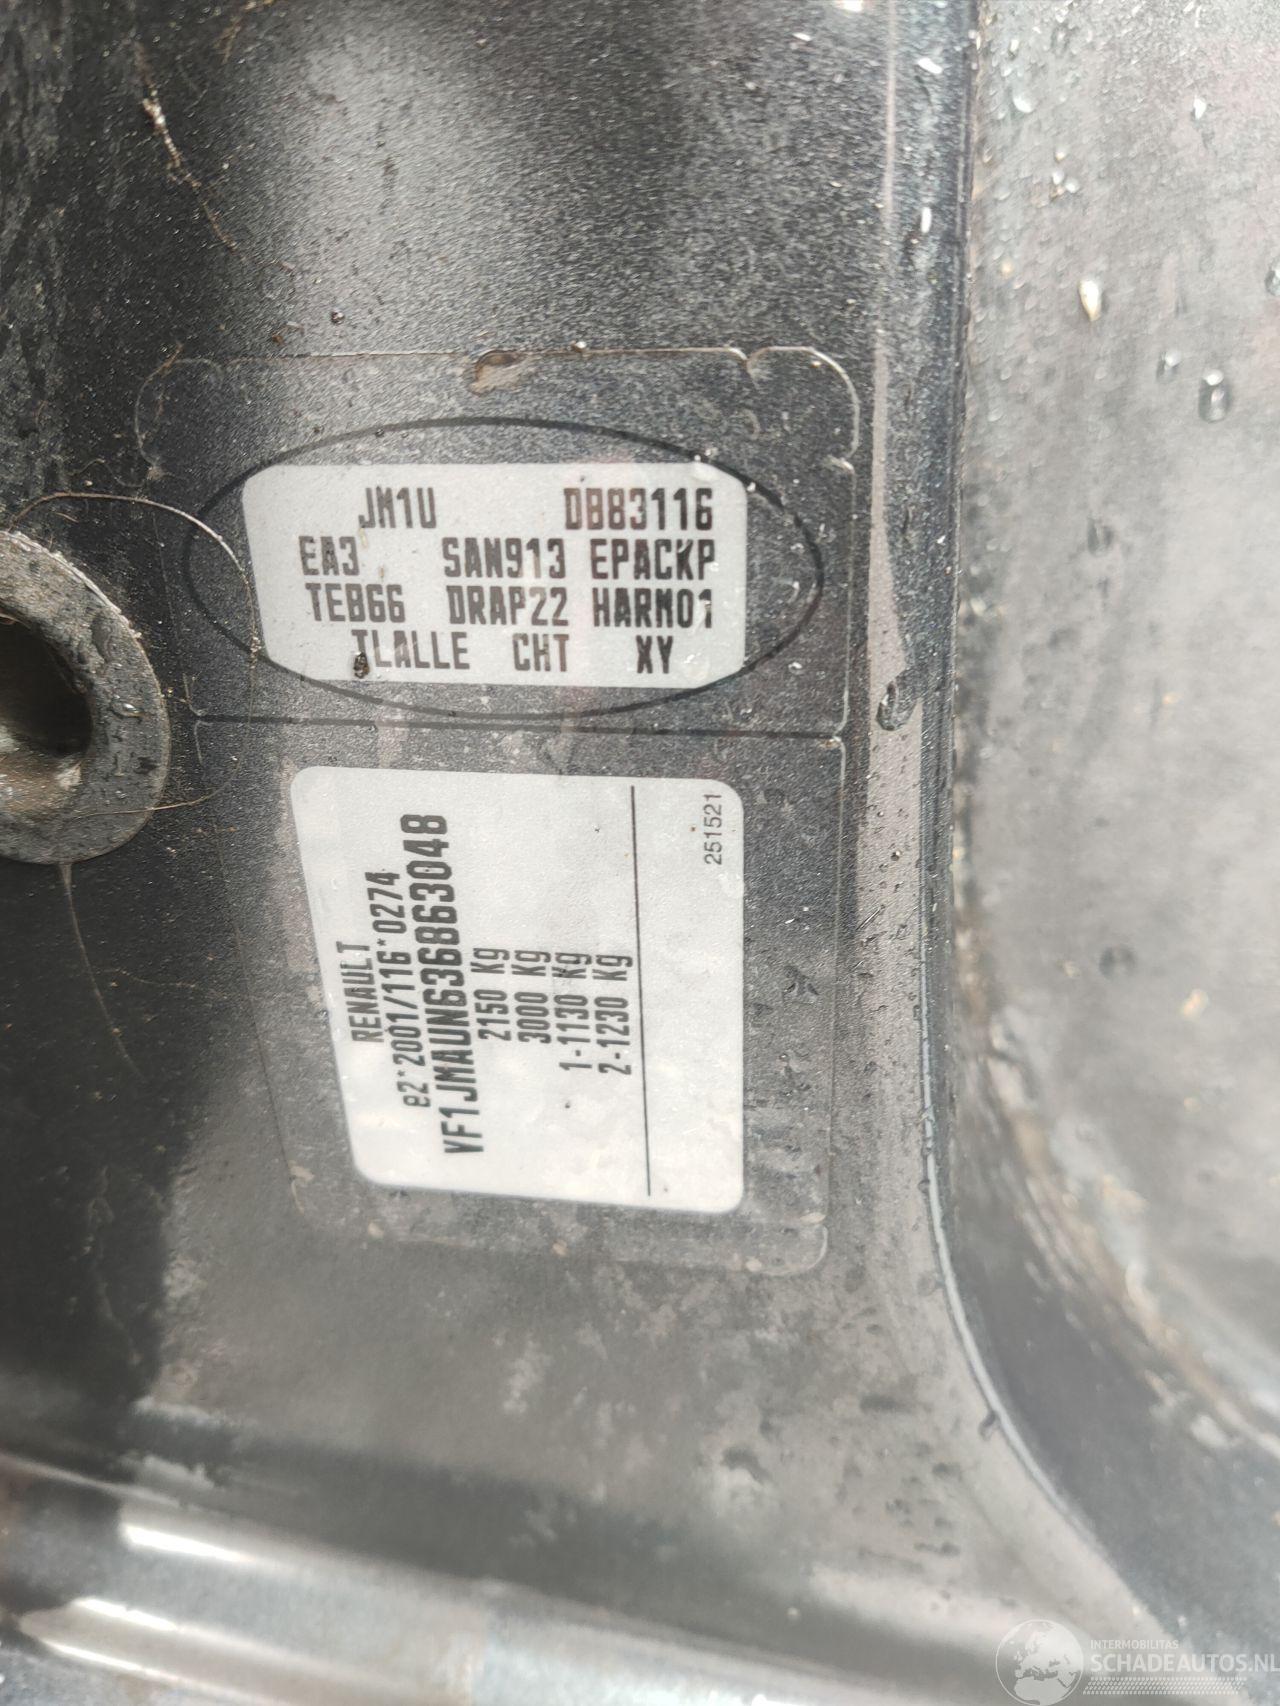 JM1U DB83116
EA3 SAN913 EPACKP
TEB66 DRAP22 HARM01
TLALLE CHT XY
RENAULT
e2*2001/116*0274
VF1JMAUN636863048
2150 Kg
3000 Kg
1-1130 Kg
2-1230 Kg
251521
INTERMOBILITAS
SCHADEAUTOS.NL